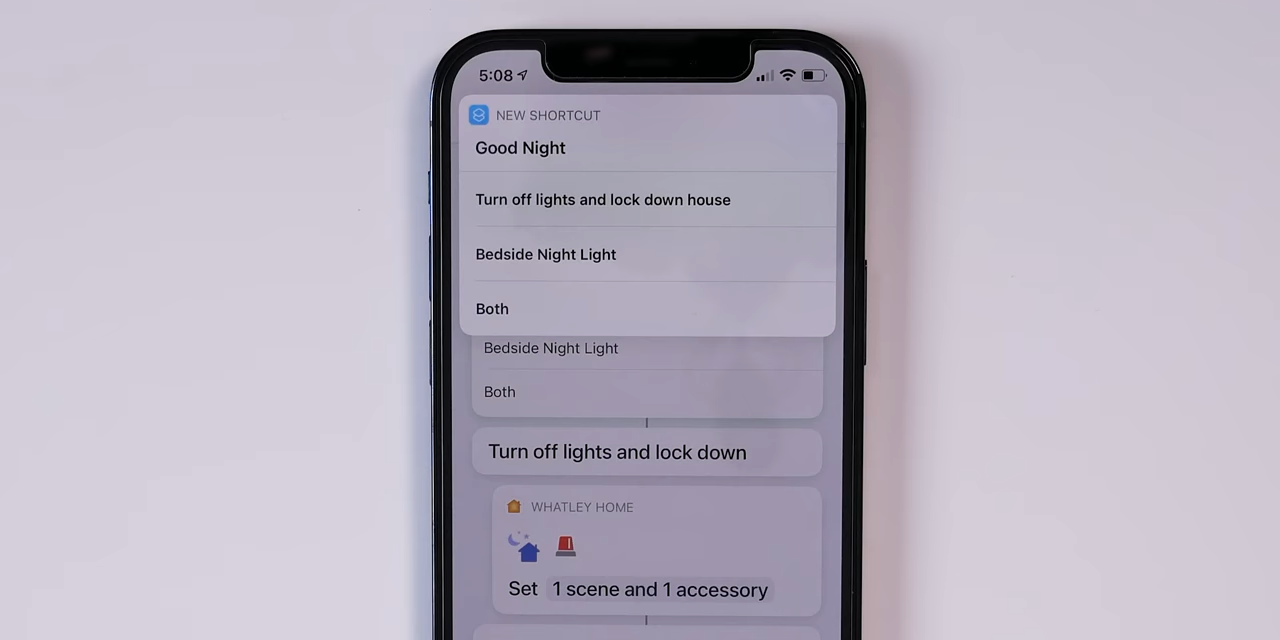 5:08
NEW SHORTCUT
Good Night
Turn off lights and lock down house
Bedside Night Light
Both
Bedside Night Light
Both
Turn off lights and lock down
WHATLEY HOME
Set 1 scene and 1 accessory